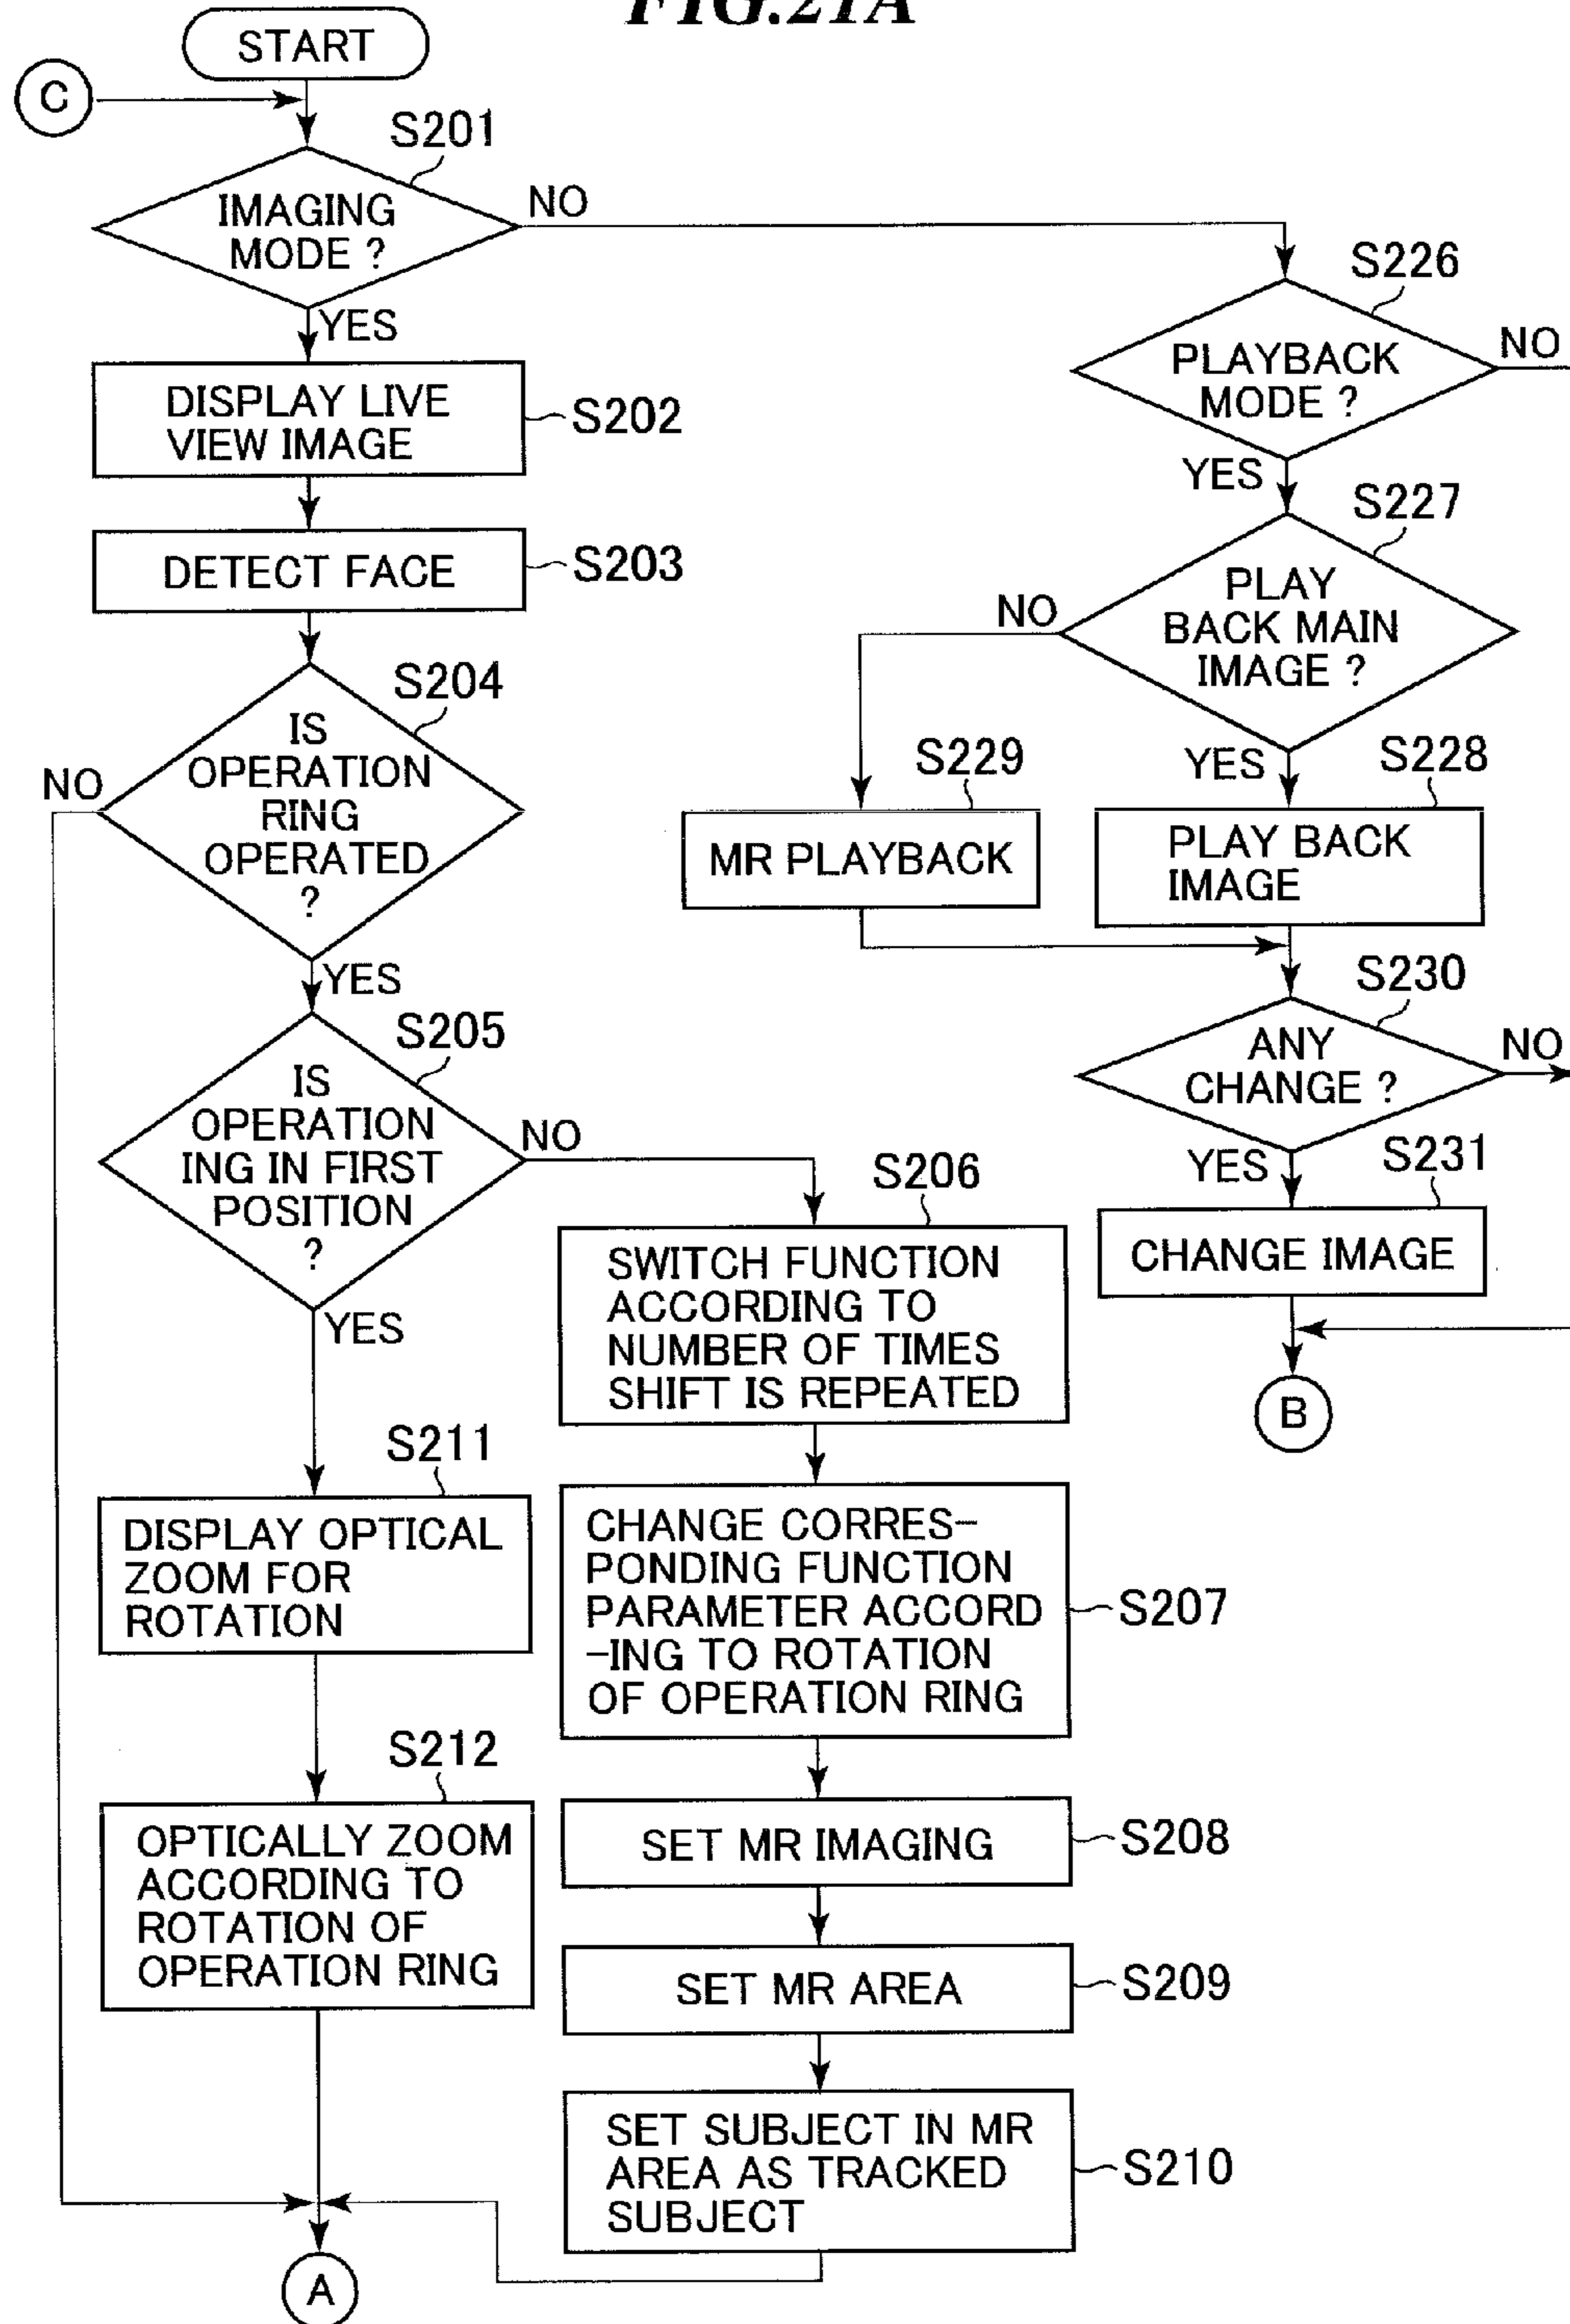 FIG.21A
START
C
S201
IMAGING
MODE ?
NO
YES
DISPLAY LIVE
VIEW IMAGE
S202
DETECT FACE
S203
S204
IS
OPERATION
RING
OPERATED
?
NO
YES
S205
IS
OPERATION
ING IN FIRST
POSITION
?
NO
YES
S206
SWITCH FUNCTION
ACCORDING TO
NUMBER OF TIMES
SHIFT IS REPEATED
CHANGE CORRES-
PONDING FUNCTION
PARAMETER ACCORD
-ING TO ROTATION
OF OPERATION RING
S207
SET MR IMAGING
S208
SET MR AREA
S209
SET SUBJECT IN MR
AREA AS TRACKED
SUBJECT
S210
S211
DISPLAY OPTICAL
ZOOM FOR
ROTATION
S212
OPTICALLY ZOOM
ACCORDING TO
ROTATION OF
OPERATION RING
A
S226
PLAYBACK
MODE ?
NO
YES
S227
PLAY
BACK MAIN
IMAGE ?
NO
YES
S229
MR PLAYBACK
S228
PLAY BACK
IMAGE
S230
ANY
CHANGE ?
NO
YES
S231
CHANGE IMAGE
B